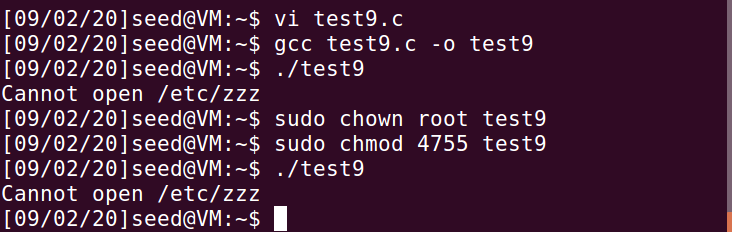 [09/02/20]seed@VM:~$ vi test9.c
[09/02/20]seed@VM:~$ gcc test9.c -o test9
[09/02/20]seed@VM:~$ ./test9
Cannot open /etc/zzz
[09/02/20]seed@VM:~$ sudo chown root test9
[09/02/20]seed@VM:~$ sudo chmod 4755 test9
[09/02/20]seed@VM:~$ ./test9
Cannot open /etc/zzz
[09/02/20]seed@VM:~$